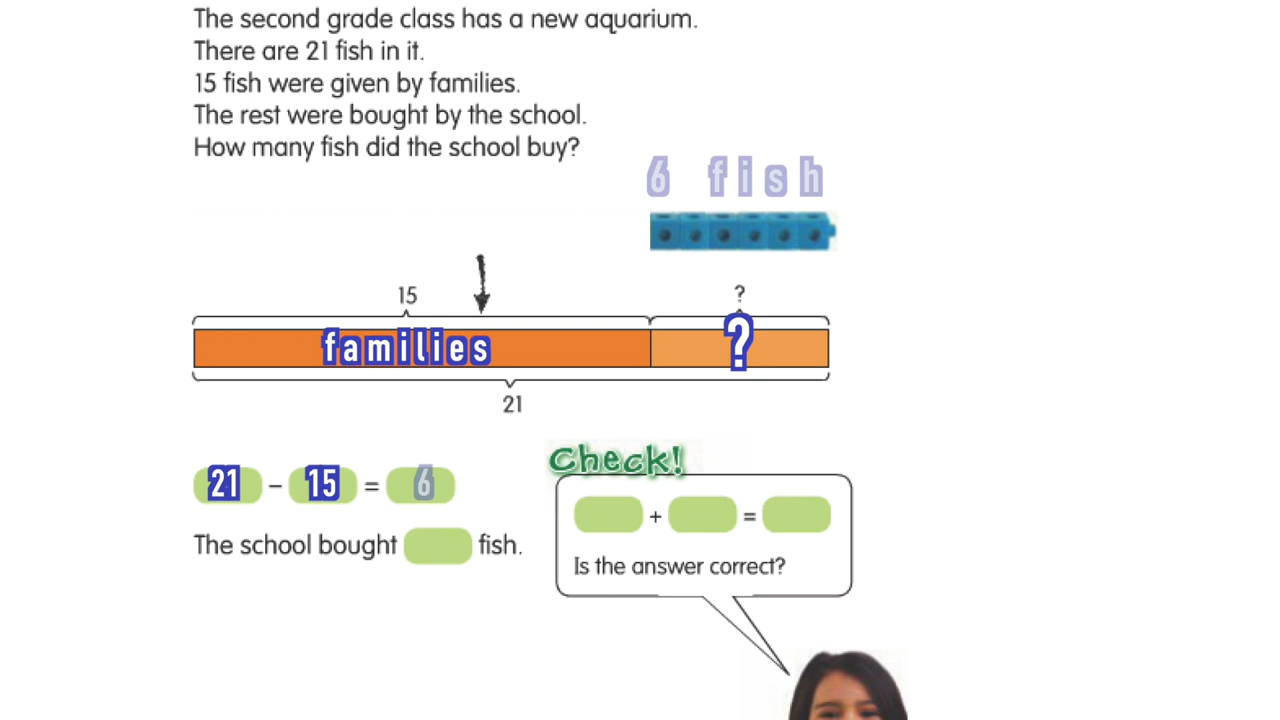 The second grade class has a new aquarium.
There are 21 fish in it.
15 fish were given by families.
The rest were bought by the school.
How many fish did the school buy?
6 fish
15 ?
families ?
21
21 - 15 = 6
The school bought fish.
Check!
+ =
Is the answer correct?